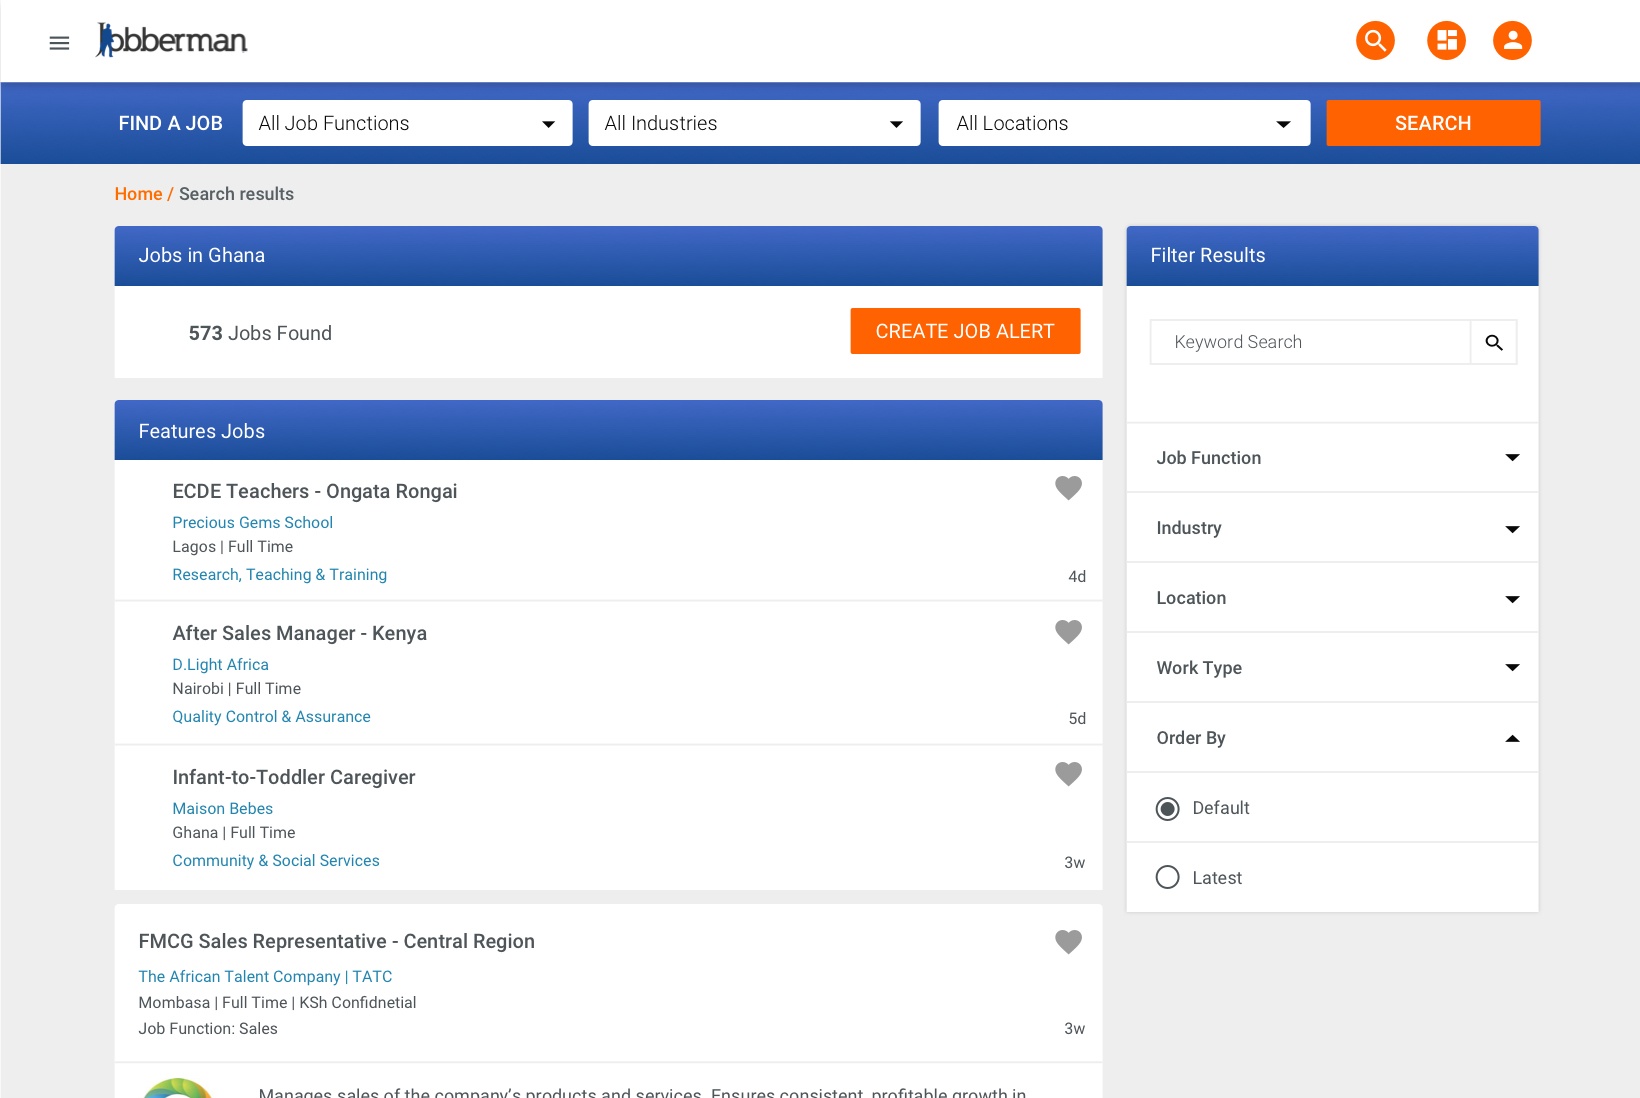 Jobberman
FIND A JOB All Job Functions All Industries All Locations SEARCH
Home / Search results
Jobs in Ghana
573 Jobs Found
CREATE JOB ALERT
Features Jobs
ECDE Teachers - Ongata Rongai
Precious Gems School
Lagos | Full Time
Research, Teaching & Training
4d
After Sales Manager - Kenya
D.Light Africa
Nairobi | Full Time
Quality Control & Assurance
5d
Infant-to-Toddler Caregiver
Maison Bebes
Ghana | Full Time
Community & Social Services
3w
FMCG Sales Representative - Central Region
The African Talent Company | TATC
Mombasa | Full Time | KSh Confidnetial
Job Function: Sales
3w
Manages sales of the company's products and services. Ensures consistent, profitable growth in
Filter Results
Keyword Search
Job Function
Industry
Location
Work Type
Order By
Default
Latest